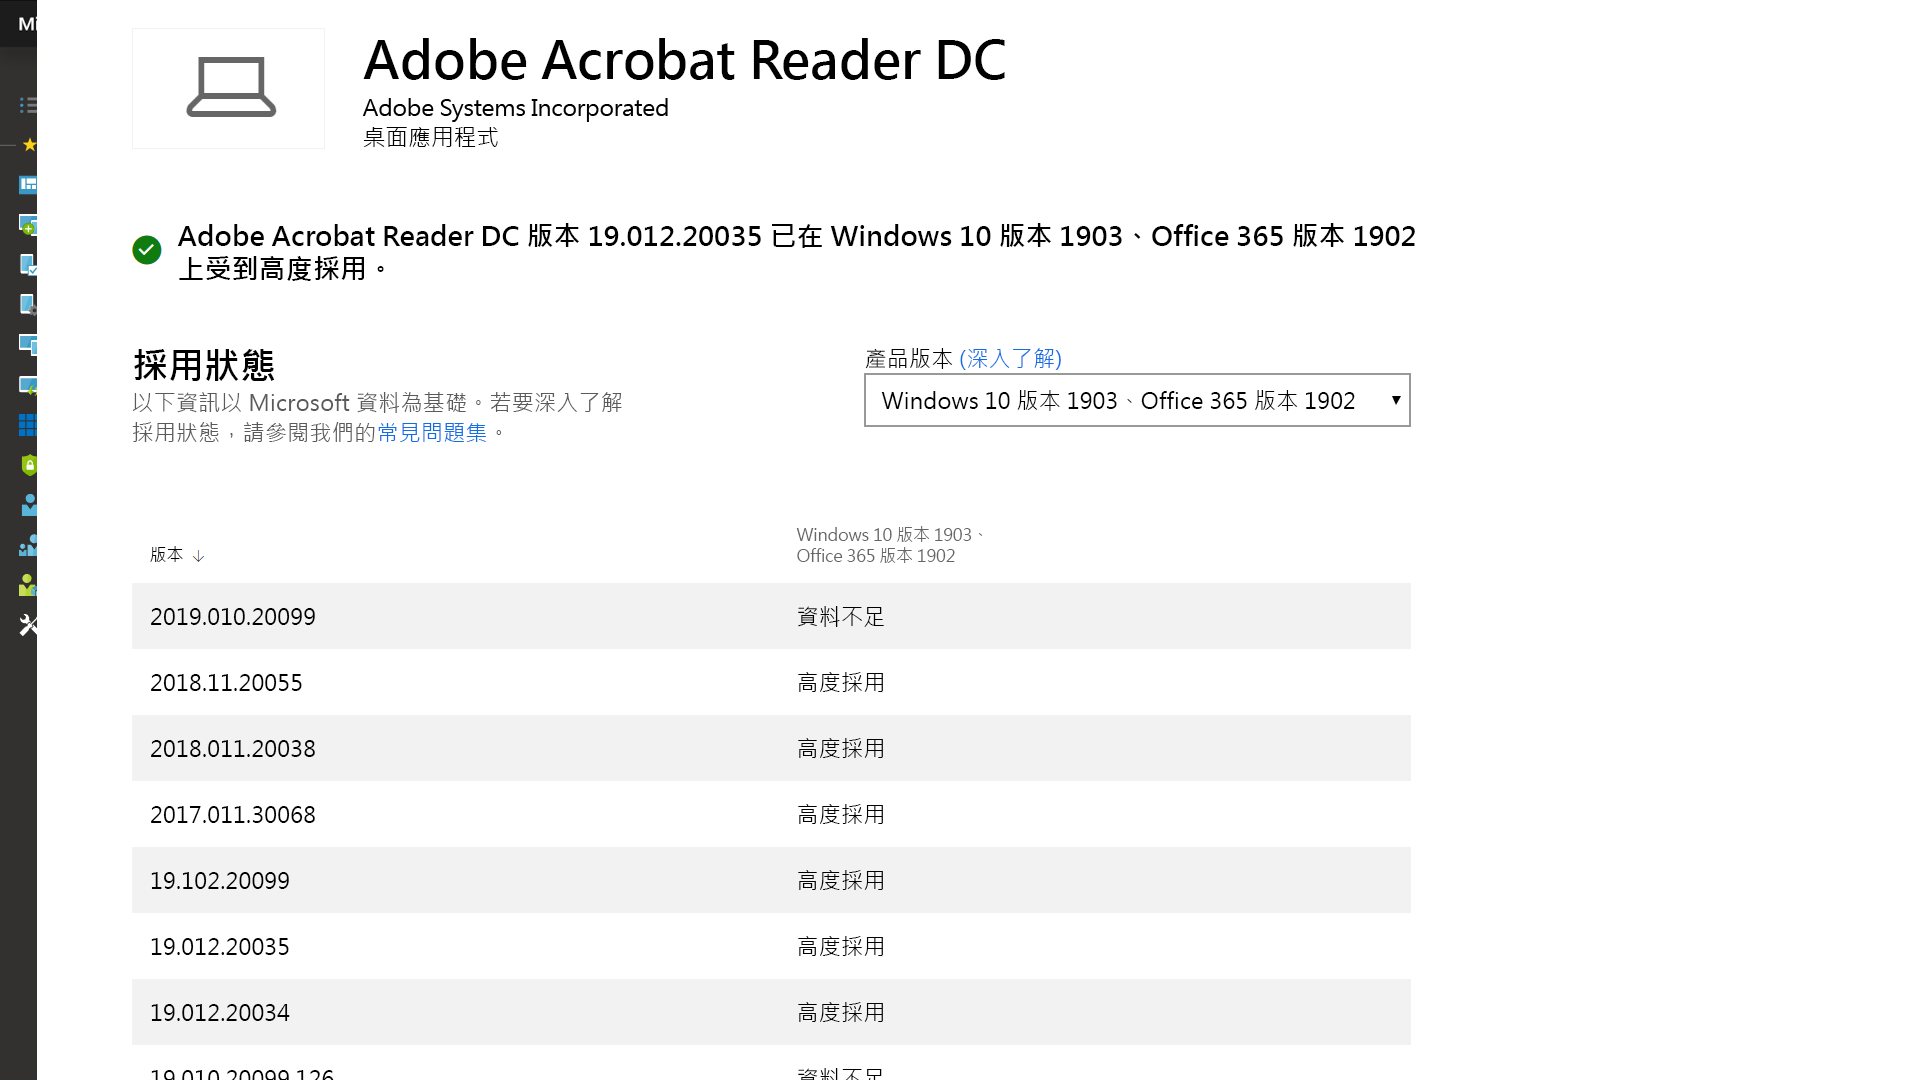 Mi
Adobe Acrobat Reader DC
Adobe Systems Incorporated
桌面應用程式
Adobe Acrobat Reader DC 版本 19.012.20035 已在 Windows 10 版本 1903、Office 365 版本 1902
上受到高度採用。
採用狀態
以下資訊以 Microsoft 資料為基礎。若要深入了解
採用狀態，請參閱我們的常見問題集。
產品版本 (深入了解)
Windows 10 版本 1903、Office 365 版本 1902
版本 ↓
Windows 10 版本 1903、
Office 365 版本 1902
2019.010.20099 資料不足
2018.11.20055 高度採用
2018.011.20038 高度採用
2017.011.30068 高度採用
19.102.20099 高度採用
19.012.20035 高度採用
19.012.20034 高度採用
19.010.20099.126 資料不足